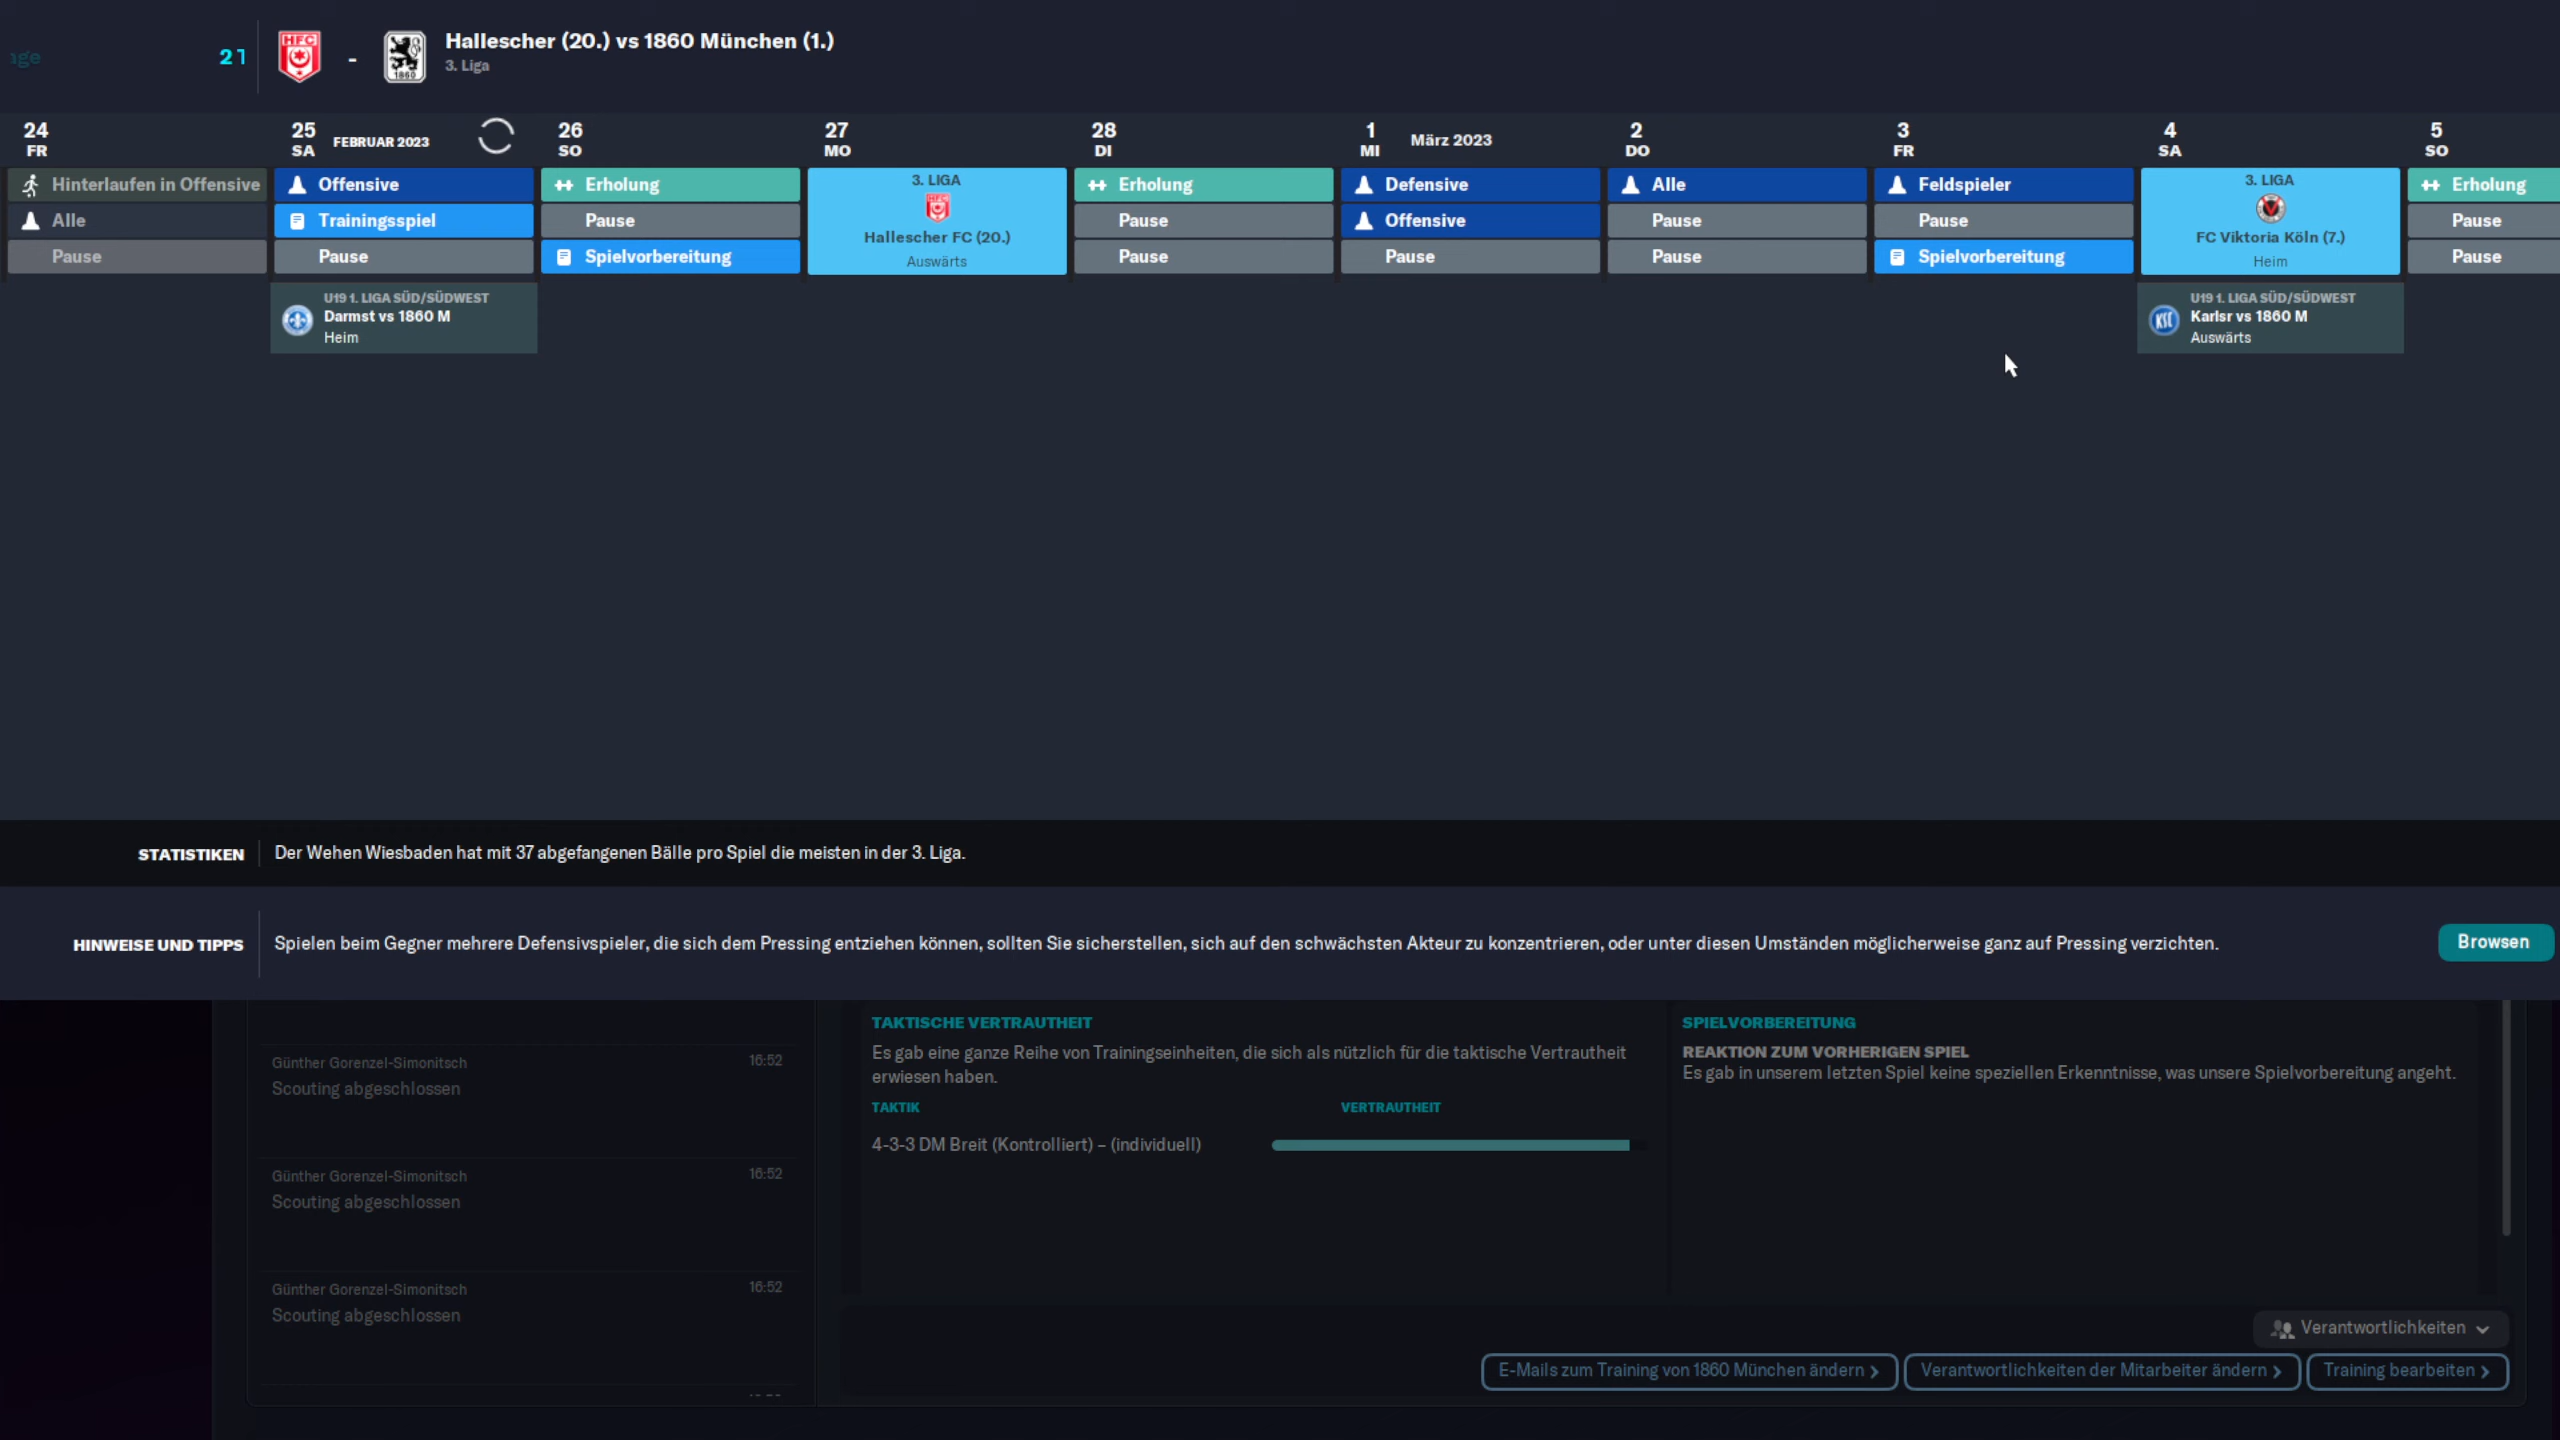 21
Hallescher (20.) vs 1860 München (1.)
3. Liga
HFC
1860
24
FR
25
SA
FEBRUAR 2023
26
SO
27
MO
28
DI
1
MI
März 2023
2
DO
3
FR
4
SA
5
SO
Hinterlaufen in Offensive
Alle
Pause
Offensive
Trainingsspiel
Pause
Erholung
Pause
Spielvorbereitung
3. LIGA
Hallescher FC (20.)
Auswärts
Erholung
Pause
Pause
Defensive
Offensive
Pause
Alle
Pause
Pause
Feldspieler
Pause
Spielvorbereitung
3. LIGA
FC Viktoria Köln (7.)
Heim
Erholung
Pause
Pause
U19 1. LIGA SÜD/SÜDWEST
Darmst vs 1860 M
Heim
KSC
U19 1. LIGA SÜD/SÜDWEST
Karlsr vs 1860 M
Auswärts
STATISTIKEN
Der Wehen Wiesbaden hat mit 37 abgefangenen Bälle pro Spiel die meisten in der 3. Liga.
HINWEISE UND TIPPS
Spielen beim Gegner mehrere Defensivspieler, die sich dem Pressing entziehen können, sollten Sie sicherstellen, sich auf den schwächsten Akteur zu konzentrieren, oder unter diesen Umständen möglicherweise ganz auf Pressing verzichten.
Browsen
Günther Gorenzel-Simonitsch
16:52
Scouting abgeschlossen
Günther Gorenzel-Simonitsch
16:52
Scouting abgeschlossen
Günther Gorenzel-Simonitsch
16:52
Scouting abgeschlossen
TAKTISCHE VERTRAUTHEIT
Es gab eine ganze Reihe von Trainingseinheiten, die sich als nützlich für die taktische Vertrautheit
erwiesen haben.
TAKTIK
VERTRAUTHEIT
4-3-3 DM Breit (Kontrolliert) – (individuell)
SPIELVORBEREITUNG
REAKTION ZUM VORHERIGEN SPIEL
Es gab in unserem letzten Spiel keine speziellen Erkenntnisse, was unsere Spielvorbereitung angeht.
Verantwortlichkeiten
E-Mails zum Training von 1860 München ändern
Verantwortlichkeiten der Mitarbeiter ändern
Training bearbeiten